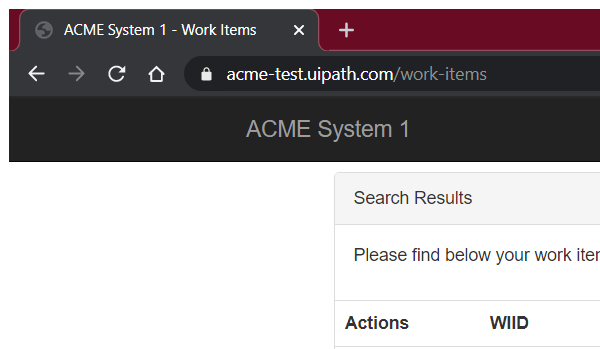 ACME System 1 - Work Items
acme-test.uipath.com/work-items
ACME System 1
Search Results
Please find below your work
Actions WIID